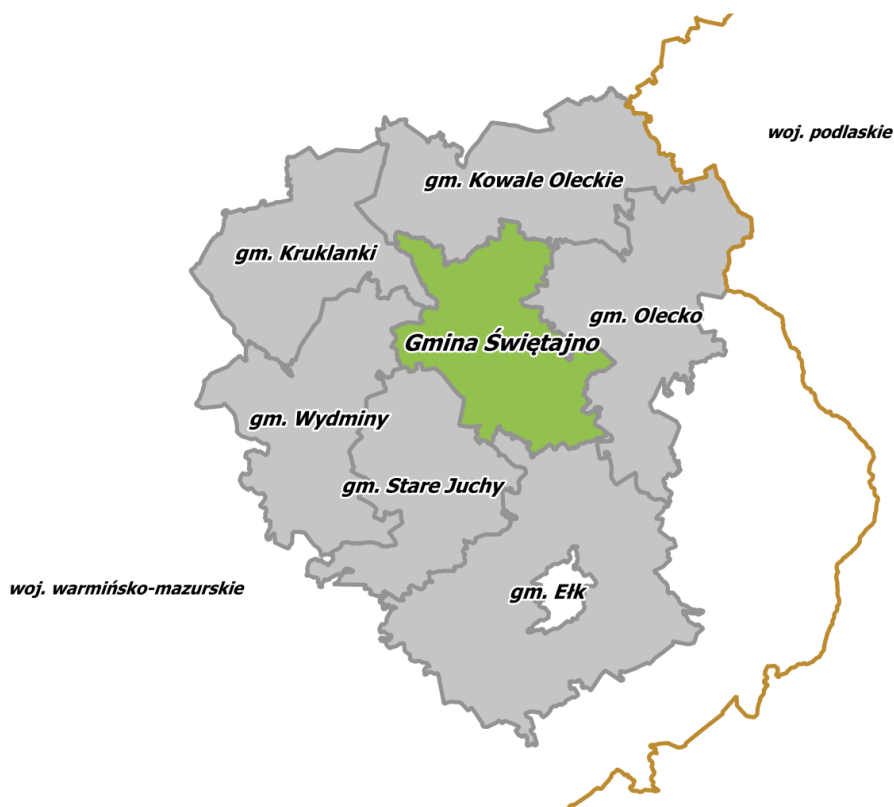 woj. podlaskie
gm. Kowale Oleckie
gm. Kruklanki
gm. Olecko
Gmina Świętajno
gm. Wydminy
gm. Stare Juchy
woj. warmińsko-mazurskie
gm. Ełk